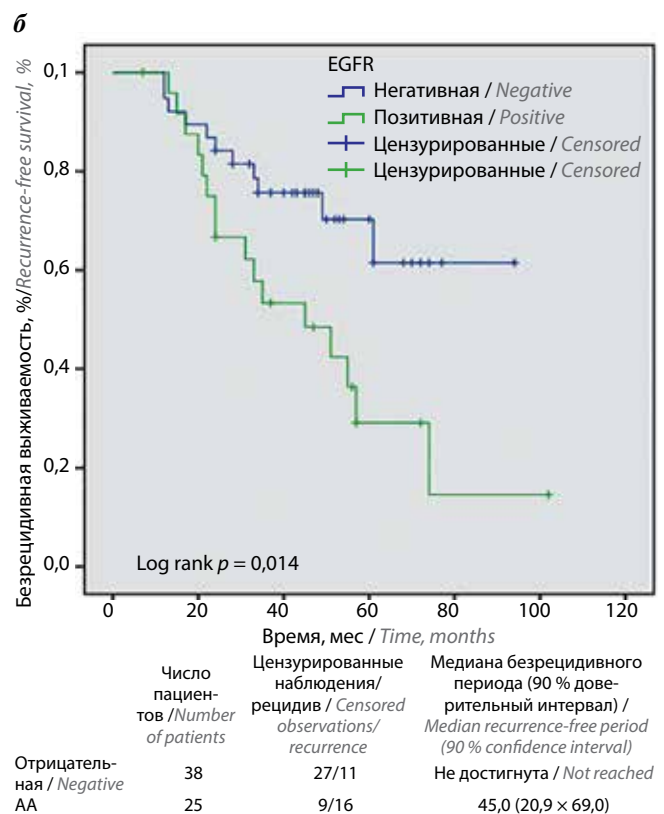 б
Безрецидивная выживаемость, %/Recurrence-free survival, %
0,1
0,8
0,6
0,4
0,2
0,0
EGFR
Негативная / Negative
Позитивная / Positive
Цензурированные / Censored
Цензурированные / Censored
Log rank p = 0,014
0 20 40 60 80 100 120
Время, мес / Time, months
Число
пациен-
тов /Number
of patients
Цензурированные
наблюдения/
рецидив / Censored
observations/
recurrence
Медиана безрецидивного
периода (90 % дове-
рительный интервал) /
Median recurrence-free period
(90 % confidence interval)
Отрицатель-
ная / Negative
38
27/11
Не достигнута / Not reached
АА
25
9/16
45,0 (20,9 × 69,0)